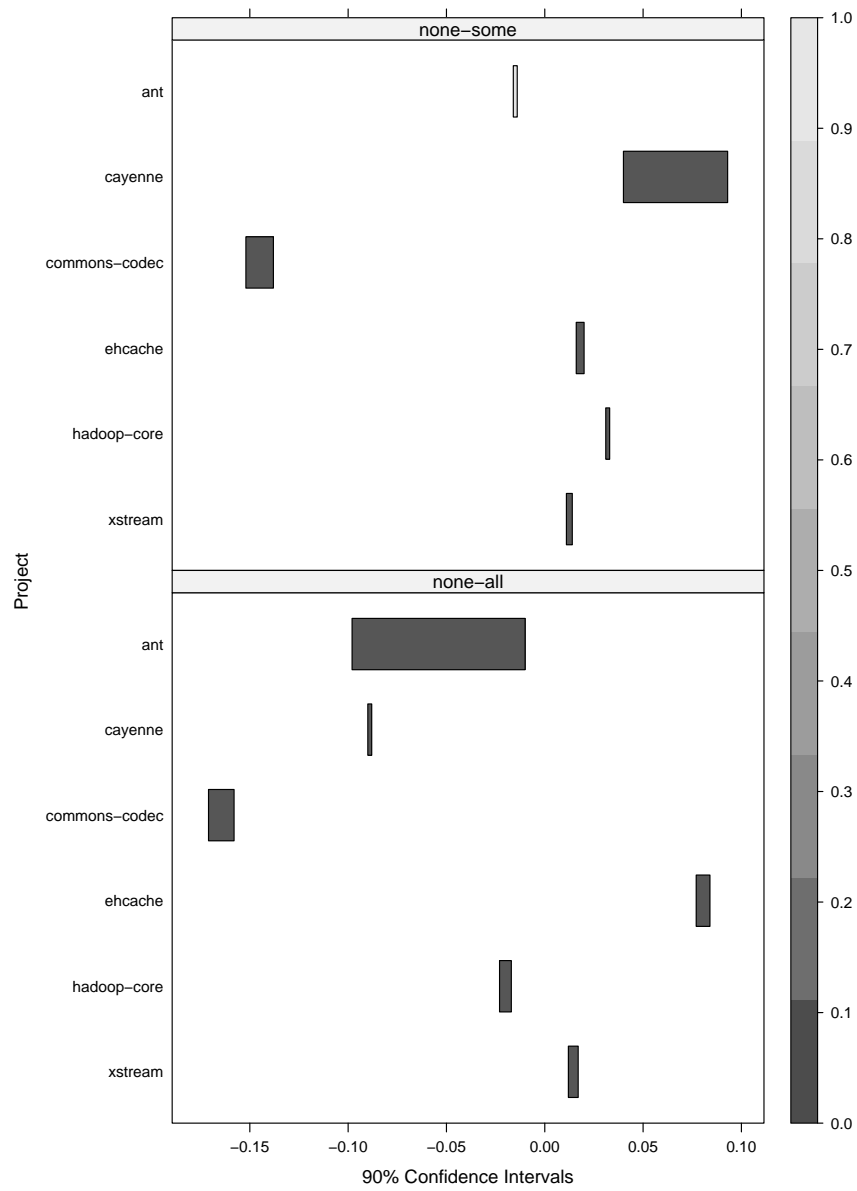 none−some
ant
cayenne
commons−codec
ehcache
hadoop−core
xstream
none−all
ant
cayenne
commons−codec
ehcache
hadoop−core
xstream
Project
−0.15
−0.10
−0.05
0.00
0.05
0.10
90% Confidence Intervals
1.0
0.9
0.8
0.7
0.6
0.5
0.4
0.3
0.2
0.1
0.0